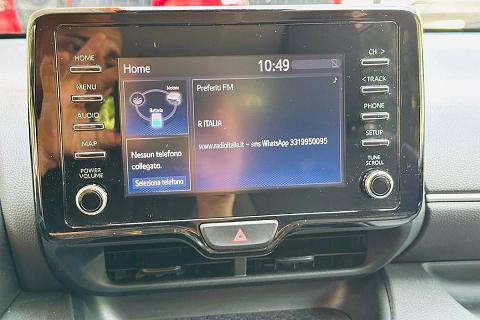 HOME
MENU
AUDIO
MAP
POWER
VOLUME
Home
10:49
Motore
Batteria
Nessun telefono
collegato.
Seleziona telefono
Preferiti FM
R ITALIA
www.radioitalia.it - sms WhatsApp 3319950095
CH >
< TRACK
PHONE
SETUP
TUNE
SCROLL